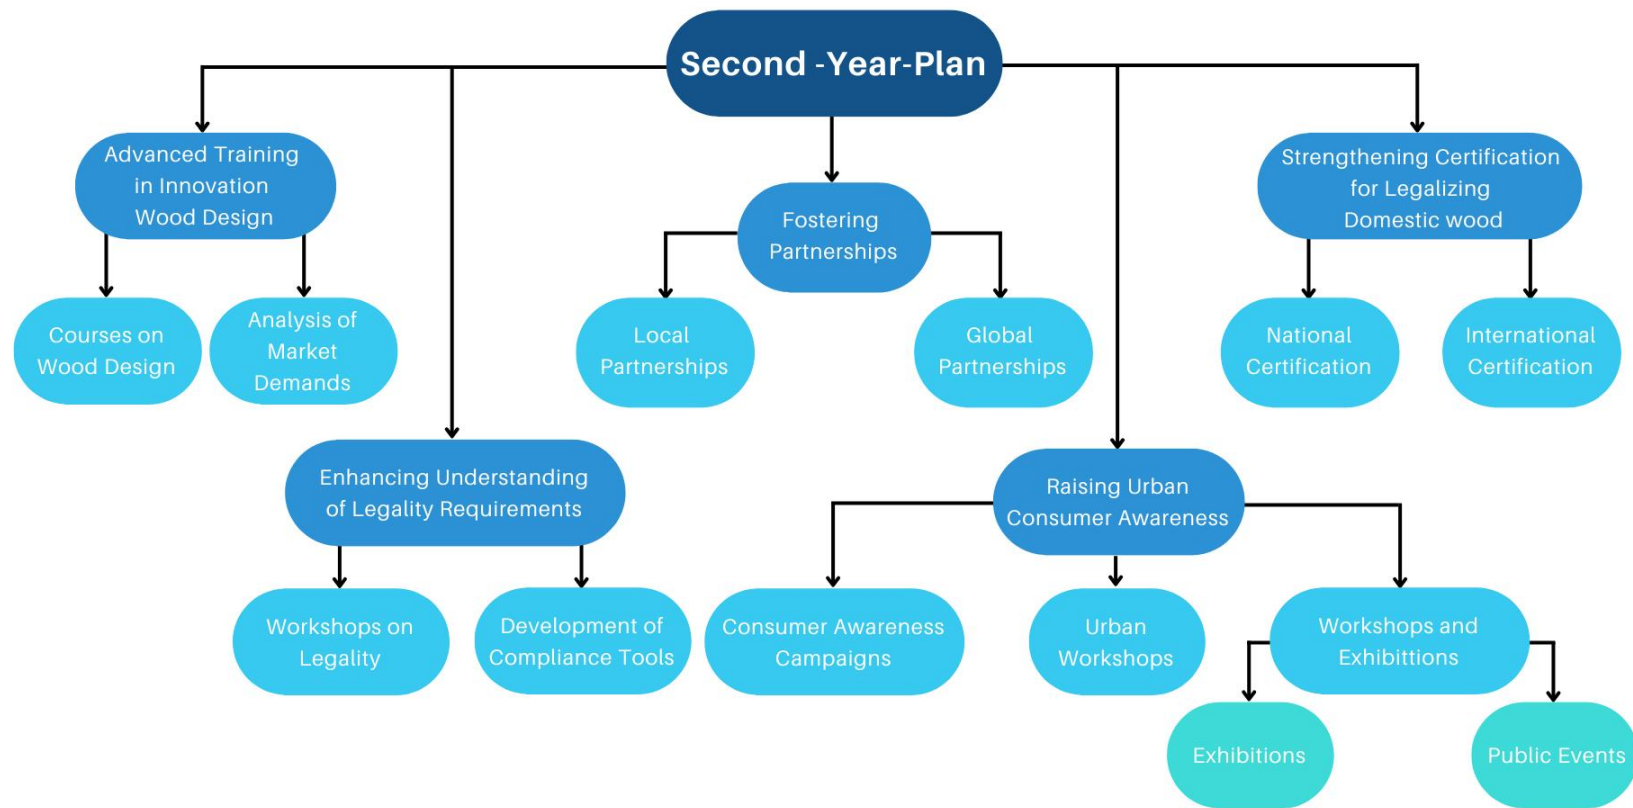 Second -Year-Plan
Advanced Training
in Innovation
Wood Design
Strengthening Certification
for Legalizing
Domestic wood
Fostering
Partnerships
Courses on
Wood Design
Analysis of
Market
Demands
Local
Partnerships
Global
Partnerships
National
Certification
International
Certification
Enhancing Understanding
of Legality Requirements
Raising Urban
Consumer Awareness
Workshops on
Legality
Development of
Compliance Tools
Consumer Awareness
Campaigns
Urban
Workshops
Workshops and
Exhibittions
Exhibitions
Public Events